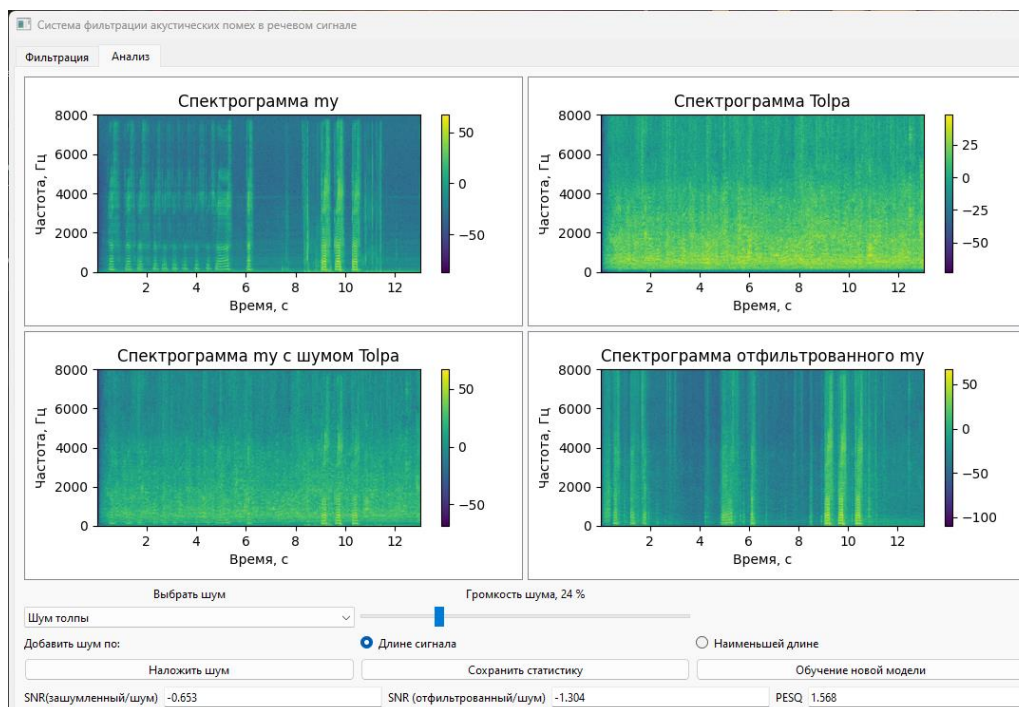 Система фильтрации акустических помех в речевом сигнале
Фильтрация Анализ
Спектрограмма my
8000
6000
4000
2000
0
Частота, Гц
2 4 6 8 10 12
Время, с
50
0
−50
Спектрограмма Tolpa
8000
6000
4000
2000
0
Частота, Гц
2 4 6 8 10 12
Время, с
25
0
−25
−50
Спектрограмма my с шумом Tolpa
8000
6000
4000
2000
0
Частота, Гц
2 4 6 8 10 12
Время, с
50
0
−50
Спектрограмма отфильтрованного my
8000
6000
4000
2000
0
Частота, Гц
2 4 6 8 10 12
Время, с
50
0
−50
−100
Выбрать шум Громкость шума, 24 %
Шум толпы
Добавить шум по: Длине сигнала Наименьшей длине
Наложить шум Сохранить статистику Обучение новой модели
SNR(зашумленный/шум) -0.653 SNR (отфильтрованный/шум) -1.304 PESQ 1.568